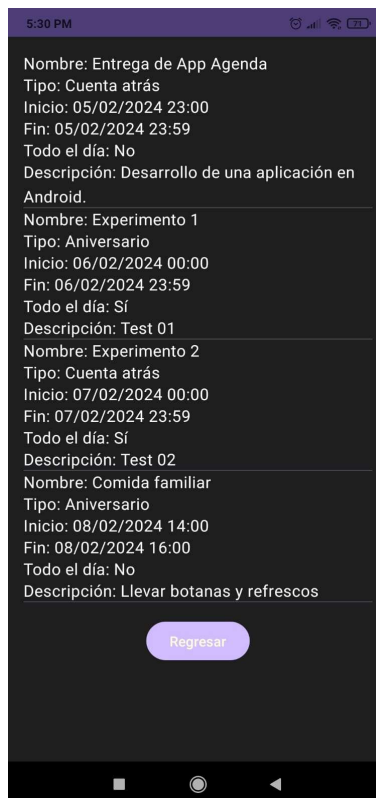 5:30 PM
71
Nombre: Entrega de App Agenda
Tipo: Cuenta atrás
Inicio: 05/02/2024 23:00
Fin: 05/02/2024 23:59
Todo el día: No
Descripción: Desarrollo de una aplicación en
Android.
Nombre: Experimento 1
Tipo: Aniversario
Inicio: 06/02/2024 00:00
Fin: 06/02/2024 23:59
Todo el día: Sí
Descripción: Test 01
Nombre: Experimento 2
Tipo: Cuenta atrás
Inicio: 07/02/2024 00:00
Fin: 07/02/2024 23:59
Todo el día: Sí
Descripción: Test 02
Nombre: Comida familiar
Tipo: Aniversario
Inicio: 08/02/2024 14:00
Fin: 08/02/2024 16:00
Todo el día: No
Descripción: Llevar botanas y refrescos
Regresar